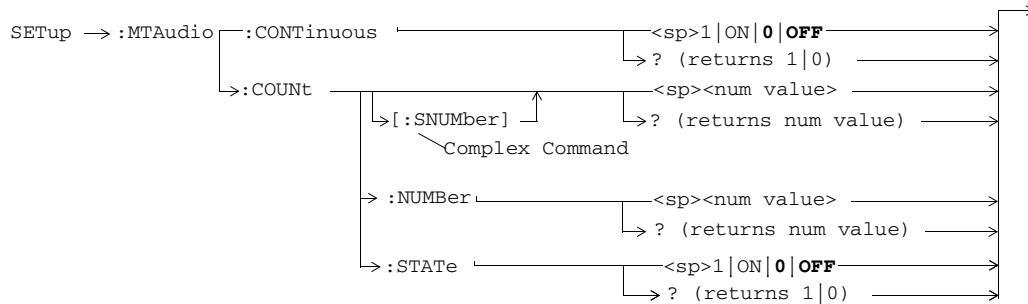 SETup :MTAudio :CONTinuous <sp>1|ON|0|OFF
? (returns 1|0)
:COUNt <sp><num value>
[:SNUMber] ? (returns num value)
Complex Command
:NUMBer <sp><num value>
? (returns num value)
:STATe <sp>1|ON|0|OFF
? (returns 1|0)